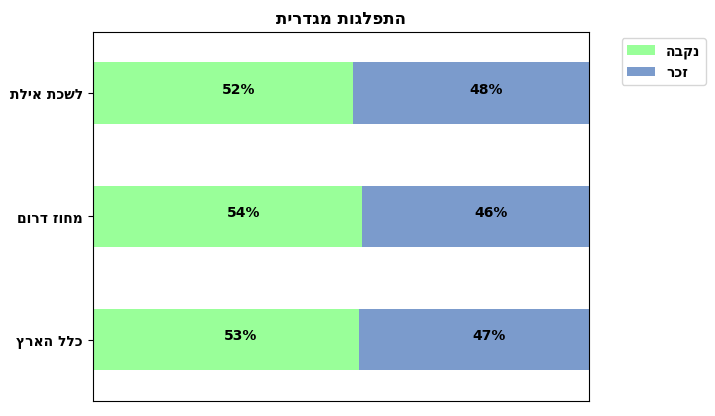 התפלגות מגדרית
נקבה
זכר
לשכת אילת
52%
48%
מחוז דרום
54%
46%
כלל הארץ
53%
47%